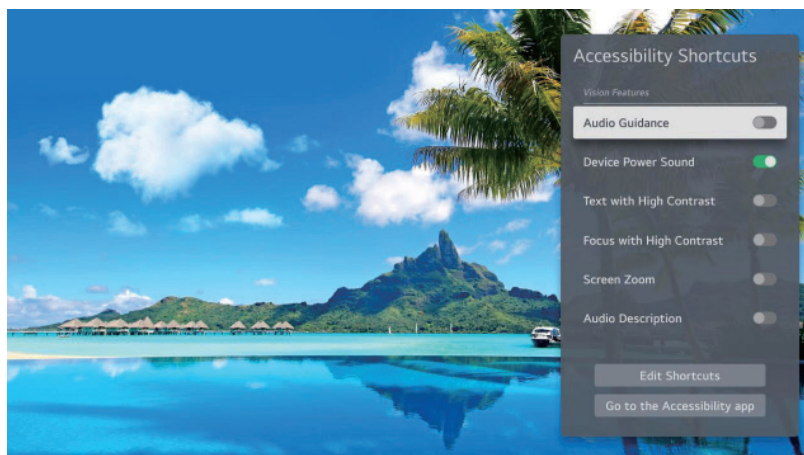 Accessibility Shortcuts
Vision Features
Audio Guidance
Device Power Sound
Text with High Contrast
Focus with High Contrast
Screen Zoom
Audio Description
Edit Shortcuts
Go to the Accessibility app